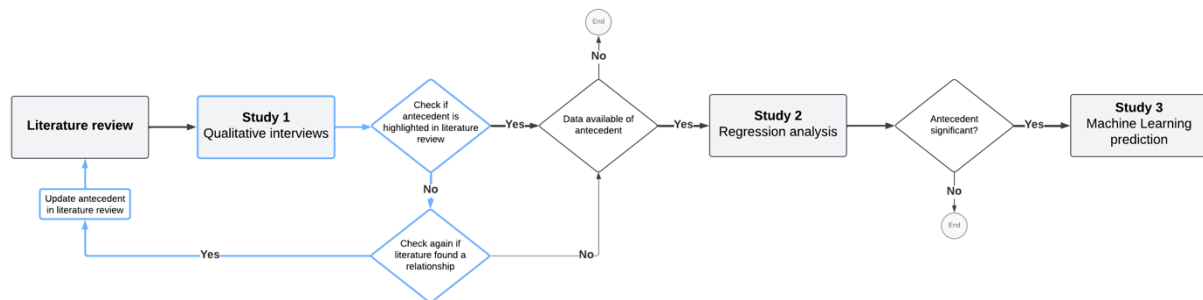 End
No
Literature review
Study 1
Qualitative interviews
Check if
antecedent is
highlighted in literature
review
Yes
Data available of
antecedent
Yes
Study 2
Regression analysis
Antecedent
significant?
Yes
Study 3
Machine Learning
prediction
No
Update antecedent
in literature review
No
End
Check again if
literature found a
relationship
Yes
No